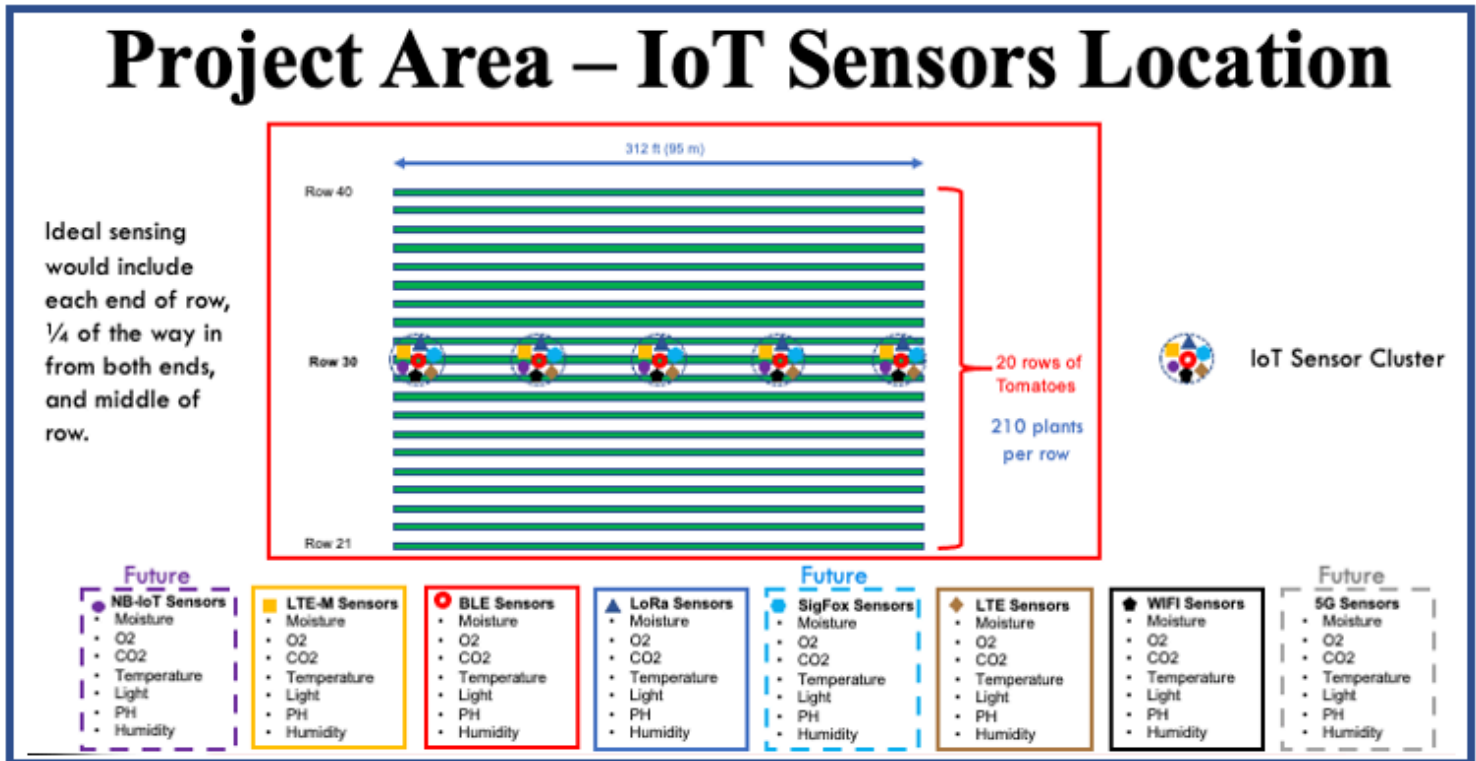 Project Area – IoT Sensors Location
312 ft (95 m)
Row 40
Ideal sensing
would include
each end of row,
¼ of the way in
from both ends,
and middle of
row.
Row 30
20 rows of
Tomatoes
210 plants
per row
IoT Sensor Cluster
Row 21
Future
NB-IoT Sensors
• Moisture
• O2
• CO2
• Temperature
• Light
• PH
• Humidity
LTE-M Sensors
• Moisture
• O2
• CO2
• Temperature
• Light
• PH
• Humidity
BLE Sensors
• Moisture
• O2
• CO2
• Temperature
• Light
• PH
• Humidity
LoRa Sensors
• Moisture
• O2
• CO2
• Temperature
• Light
• PH
• Humidity
Future
SigFox Sensors
• Moisture
• O2
• CO2
• Temperature
• Light
• PH
• Humidity
LTE Sensors
• Moisture
• O2
• CO2
• Temperature
• Light
• PH
• Humidity
WIFI Sensors
• Moisture
• O2
• CO2
• Temperature
• Light
• PH
• Humidity
Future
5G Sensors
• Moisture
• O2
• CO2
• Temperature
• Light
• PH
• Humidity